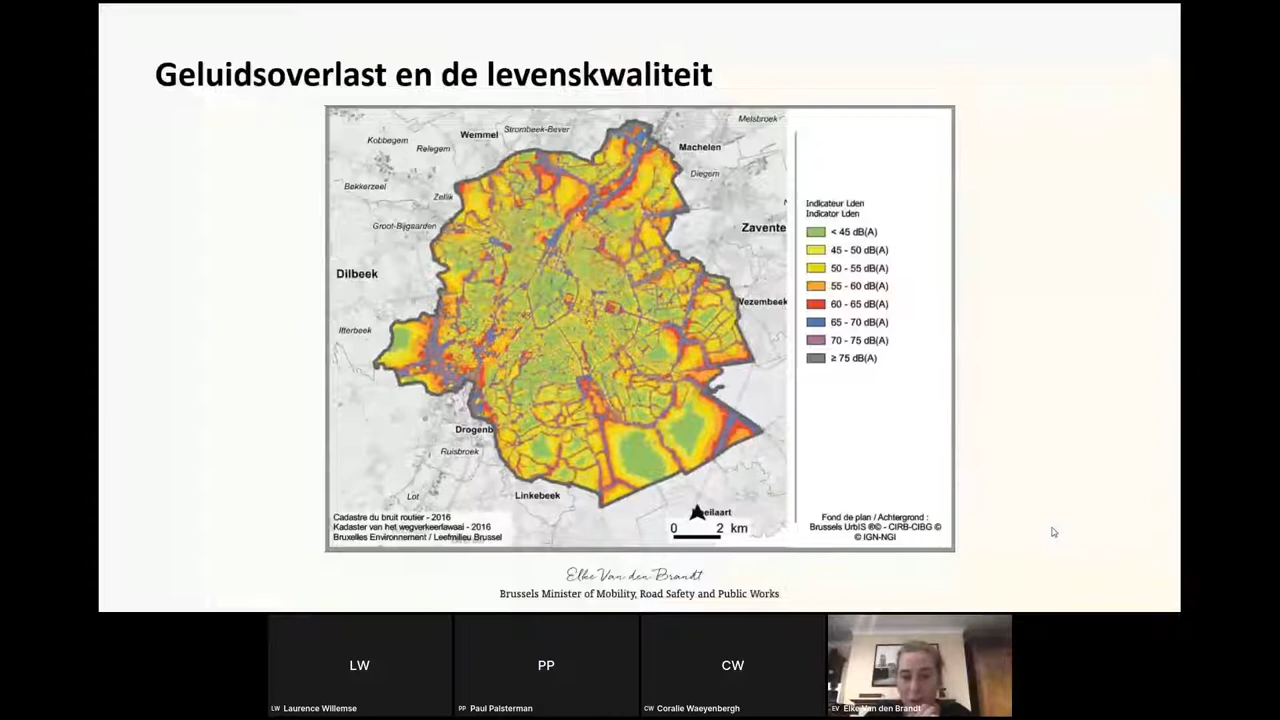 Geluidsoverlast en de levenskwaliteit
Melsbroek
Strombeek-Bever
Wemmel
Kobbegem
Relegem
Machelen
Diegem
Bekkerzeel
Zellik
Groot-Bijgaarden
Zavente
Dilbeek
Wezembeek
Itterbeek
Drogenb
Ruisbroek
Lot
Linkebeek
Indicateur Lden
Indicator Lden
< 45 dB(A)
45 - 50 dB(A)
50 - 55 dB(A)
55 - 60 dB(A)
60 - 65 dB(A)
65 - 70 dB(A)
70 - 75 dB(A)
≥ 75 dB(A)
Cadastre du bruit routier - 2016
Kadaster van het wegverkeerlawaai - 2016
Bruxelles Environnement / Leefmilieu Brussel
eilaart
0 2 km
Fond de plan / Achtergrond :
Brussels UrbIS ®© - CIRB-CIBG ©
© IGN-NGI
Elke Van den Brandt
Brussels Minister of Mobility, Road Safety and Public Works
LW
PP
CW
LW Laurence Willemse
PP Paul Palsterman
CW Coralie Waeyenbergh
EV Elke Van den Brandt